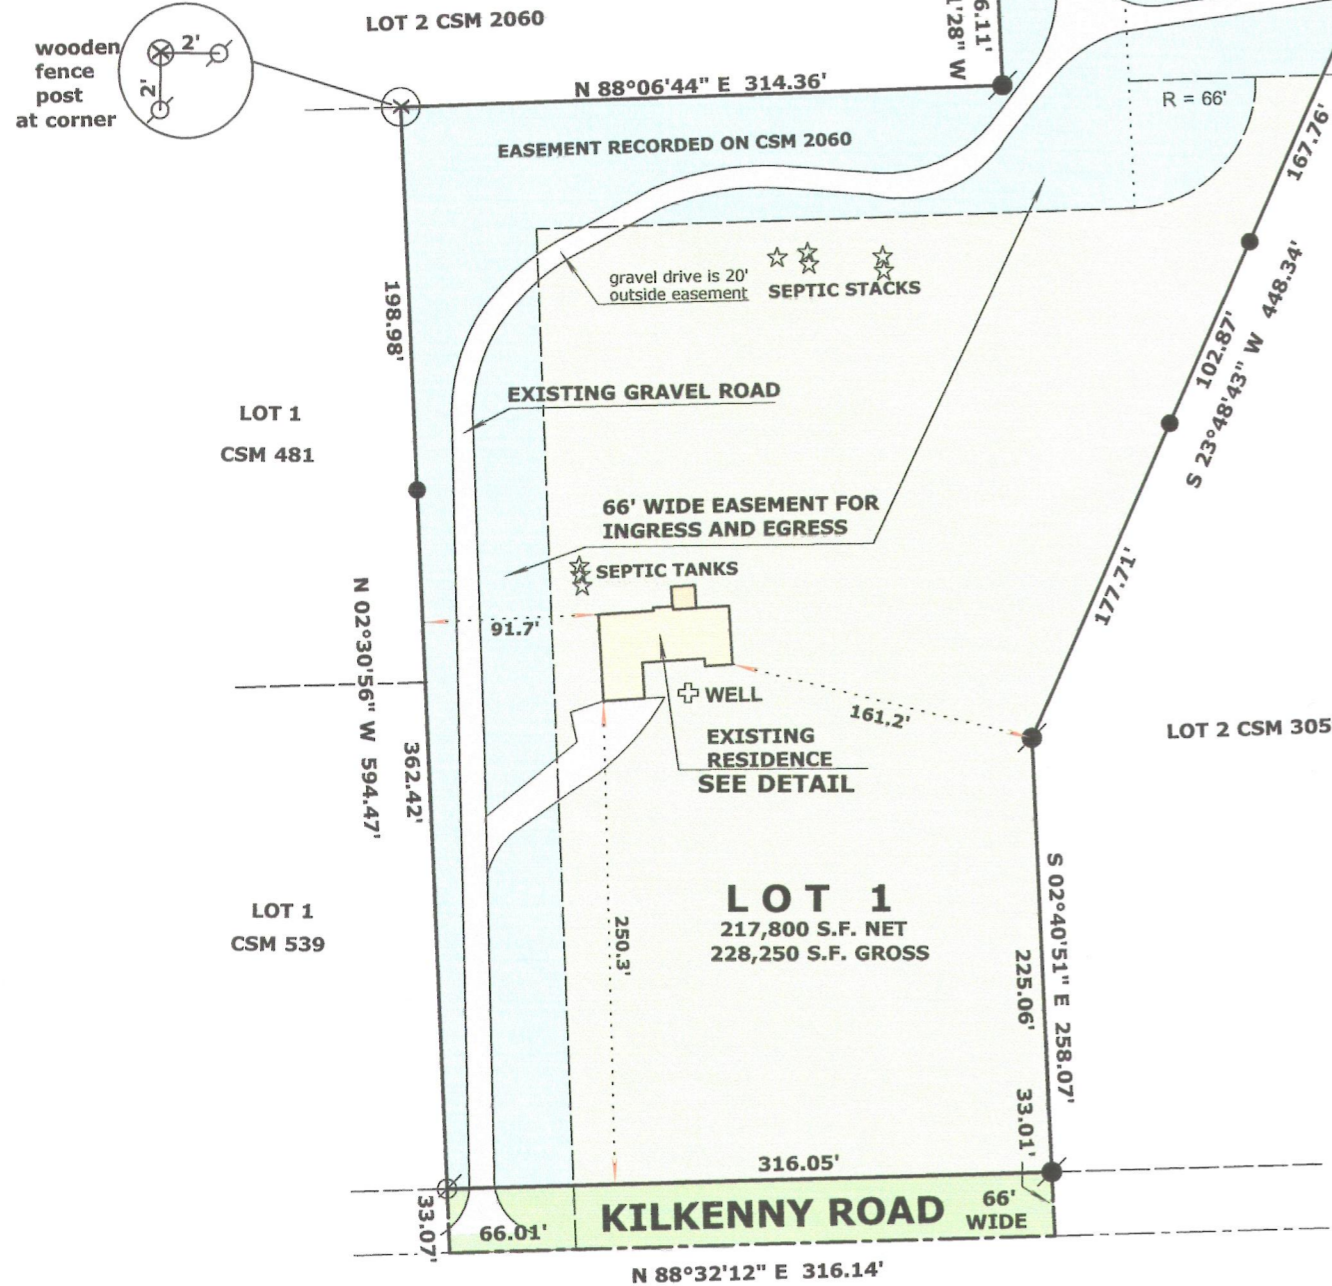 LOT 2 CSM 2060
wooden
fence
post
at corner
2'
2'
6.11'
1'28" W
N 88°06'44" E 314.36'
R = 66'
EASEMENT RECORDED ON CSM 2060
167.76'
gravel drive is 20'
outside easement
SEPTIC STACKS
198.98'
102.87'
S 23°48'43" W 448.34'
EXISTING GRAVEL ROAD
LOT 1
CSM 481
66' WIDE EASEMENT FOR
INGRESS AND EGRESS
SEPTIC TANKS
177.71'
91.7'
N 02°30'56" W 594.47'
WELL
161.2'
LOT 2 CSM 305
EXISTING
RESIDENCE
SEE DETAIL
362.42'
LOT 1
217,800 S.F. NET
228,250 S.F. GROSS
LOT 1
CSM 539
250.3'
225.06'
S 02°40'51" E 258.07'
33.01'
316.05'
33.07'
66.01'
KILKENNY ROAD
66'
WIDE
N 88°32'12" E 316.14'